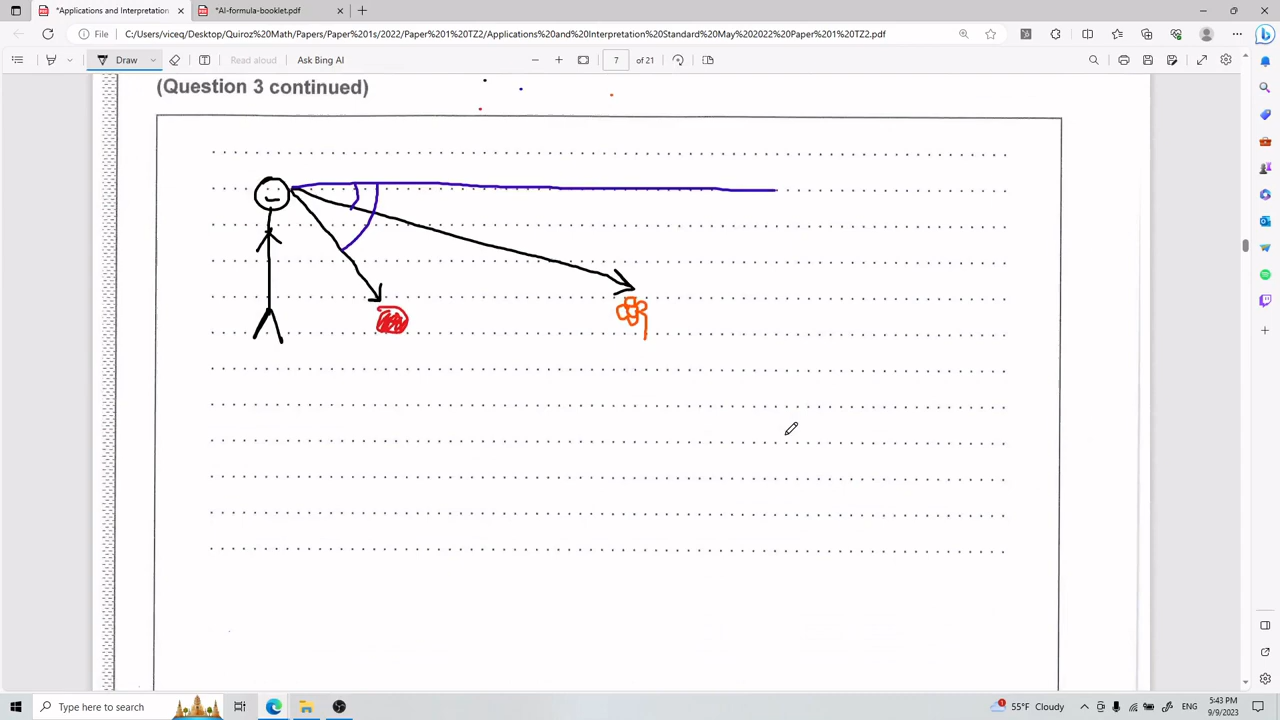 *Applications and Interpretation
*AI-formula-booklet.pdf
File
C:/Users/viceq/Desktop/Quiroz%20Math/Papers/Paper%201s/2022/Paper%201%20TZ2/Applications%20and%20Interpretation%20Standard%20May%202022%20Paper%201%20TZ2.pdf
Draw
Read aloud
Ask Bing AI
7
of 21
(Question 3 continued)
Type here to search
55°F Cloudy
5:43 PM
9/9/2023